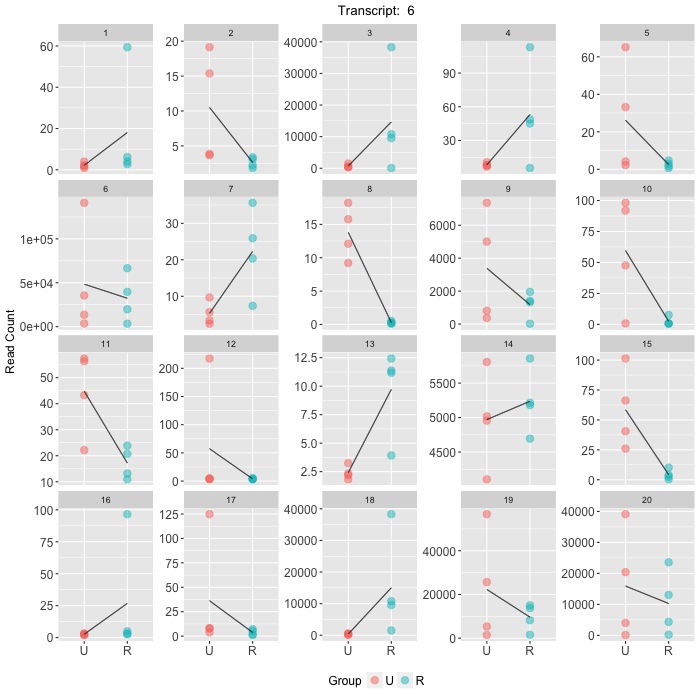 Transcript: 6
1 2 3 4 5
60 40 20 0
20 15 10 5
40000 30000 20000 10000 0
90 60 30
60 40 20 0
6 7 8 9 10
1e+05 5e+04 0e+00
30 20 10
15 10 5 0
6000 4000 2000 0
100 75 50 25 0
Read Count
11 12 13 14 15
50 40 30 20 10
200 150 100 50 0
12.5 10.0 7.5 5.0 2.5
5500 5000 4500
100 75 50 25 0
16 17 18 19 20
100 75 50 25 0
125 100 75 50 25 0
40000 30000 20000 10000 0
40000 20000 0
40000 30000 20000 10000 0
U R U R U R U R U R
Group U R